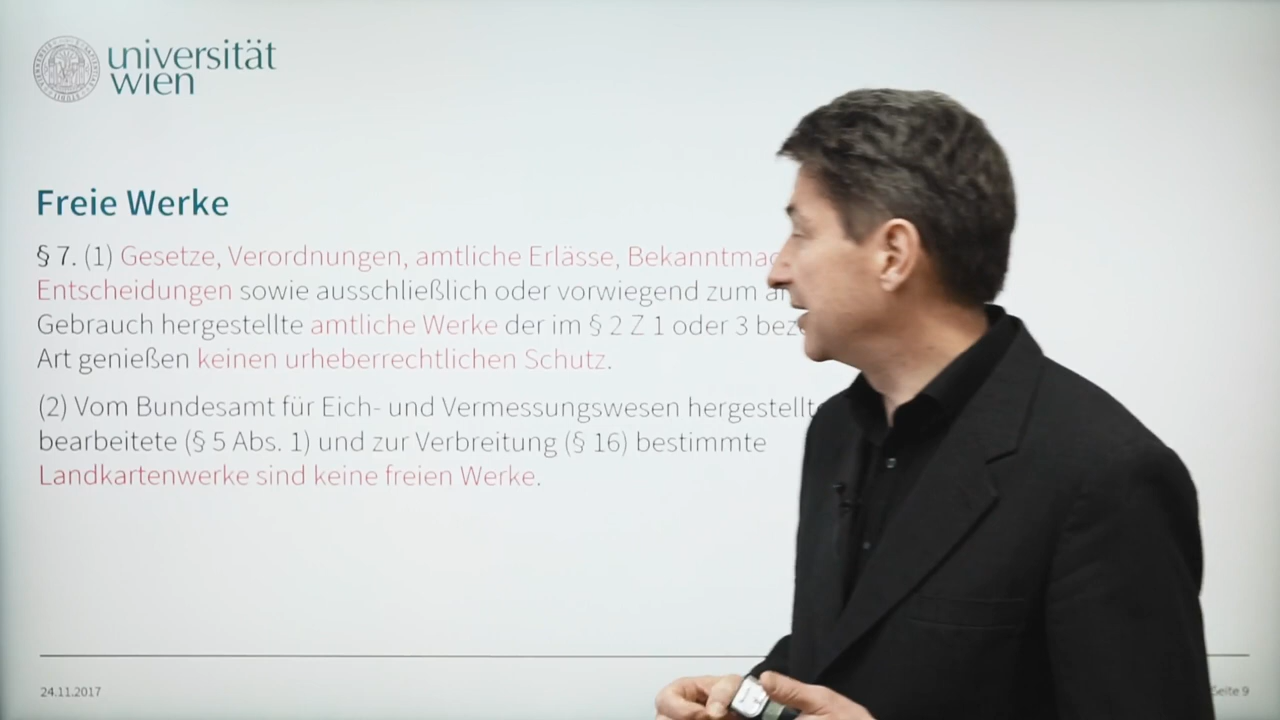 universität
wien
Freie Werke
§ 7. (1) Gesetze, Verordnungen, amtliche Erlässe,
Entscheidungen sowie ausschließlich oder vorwiegend zum
Gebrauch hergestellte amtliche Werke der im § 2 Z 1 oder 3
Art genießen keinen urheberrechtlichen Schutz.
(2) Vom Bundesamt für Eich- und Vermessungswesen
bearbeitete (§ 5 Abs. 1) und zur Verbreitung (§ 16) bestimmte
Landkartenwerke sind keine freien Werke.
24.11.2017
Seite 9